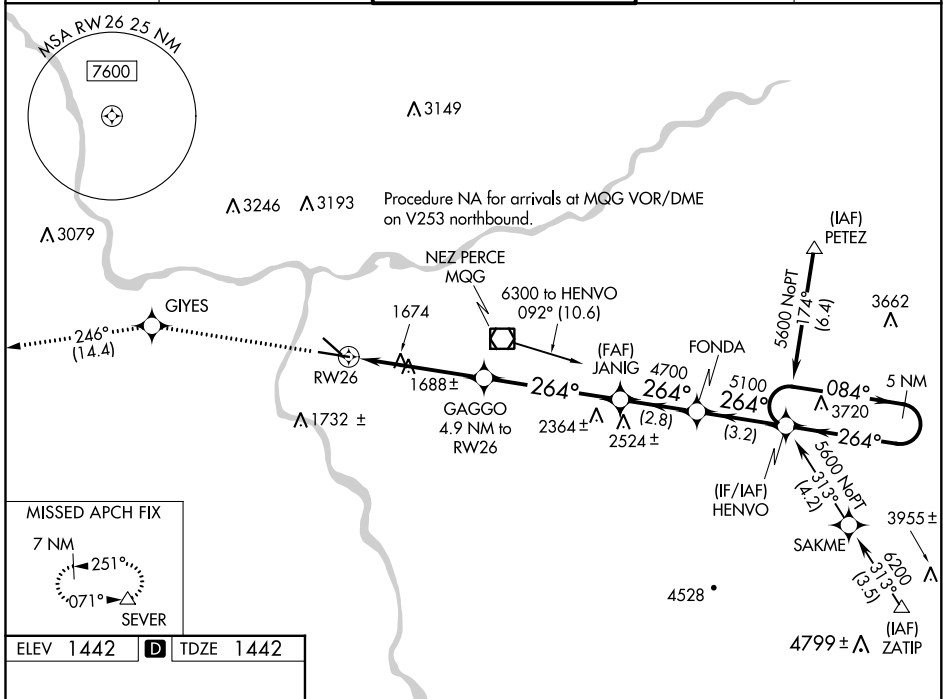 MSA RW 26 25 NM
7600
3149
3246
3193
3079
Procedure NA for arrivals at MQG VOR/DME
on V253 northbound.
(IAF)
PETEZ
NEZ PERCE
MQG
6300 to HENVO
092° (10.6)
5600 NoPT
174°
(6.4)
3662
GIYES
246°
(14.4)
1674
RW26
1688 ±
(FAF)
JANIG
4700
FONDA
5100
084°
5 NM
3720
264°
264°
264°
264°
(2.8)
(3.2)
GAGGO
4.9 NM to
RW26
1732 ±
2364 ±
2524 ±
(IF/IAF)
HENVO
5600 NoPT
313°
(4.2)
SAKME
3955 ±
6200
313°
(3.5)
(IAF)
ZATIP
4528
4799 ±
MISSED APCH FIX
7 NM
251°
071°
SEVER
ELEV 1442 D TDZE 1442